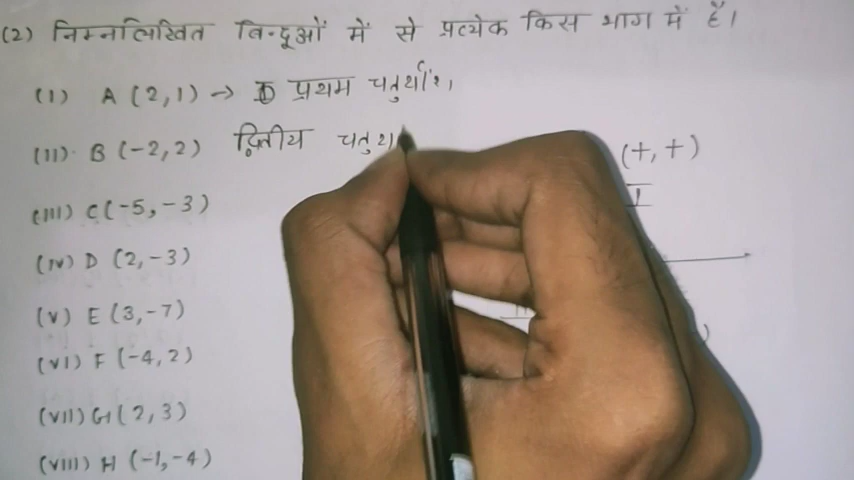 (2) निम्नलिखित बिन्दूओं में से प्रत्येक किस भाग में हैं।
(I) A (2,1) → प्रथम चतुर्थांश,
(II) B (-2,2) द्वितीय चतुर्थ
(+,+)
I
(III) C(-5,-3)
(IV) D (2,-3)
(V) E (3,-7)
(VI) F (-4,2)
(VII) G (2,3)
(VIII) H (-1,-4)